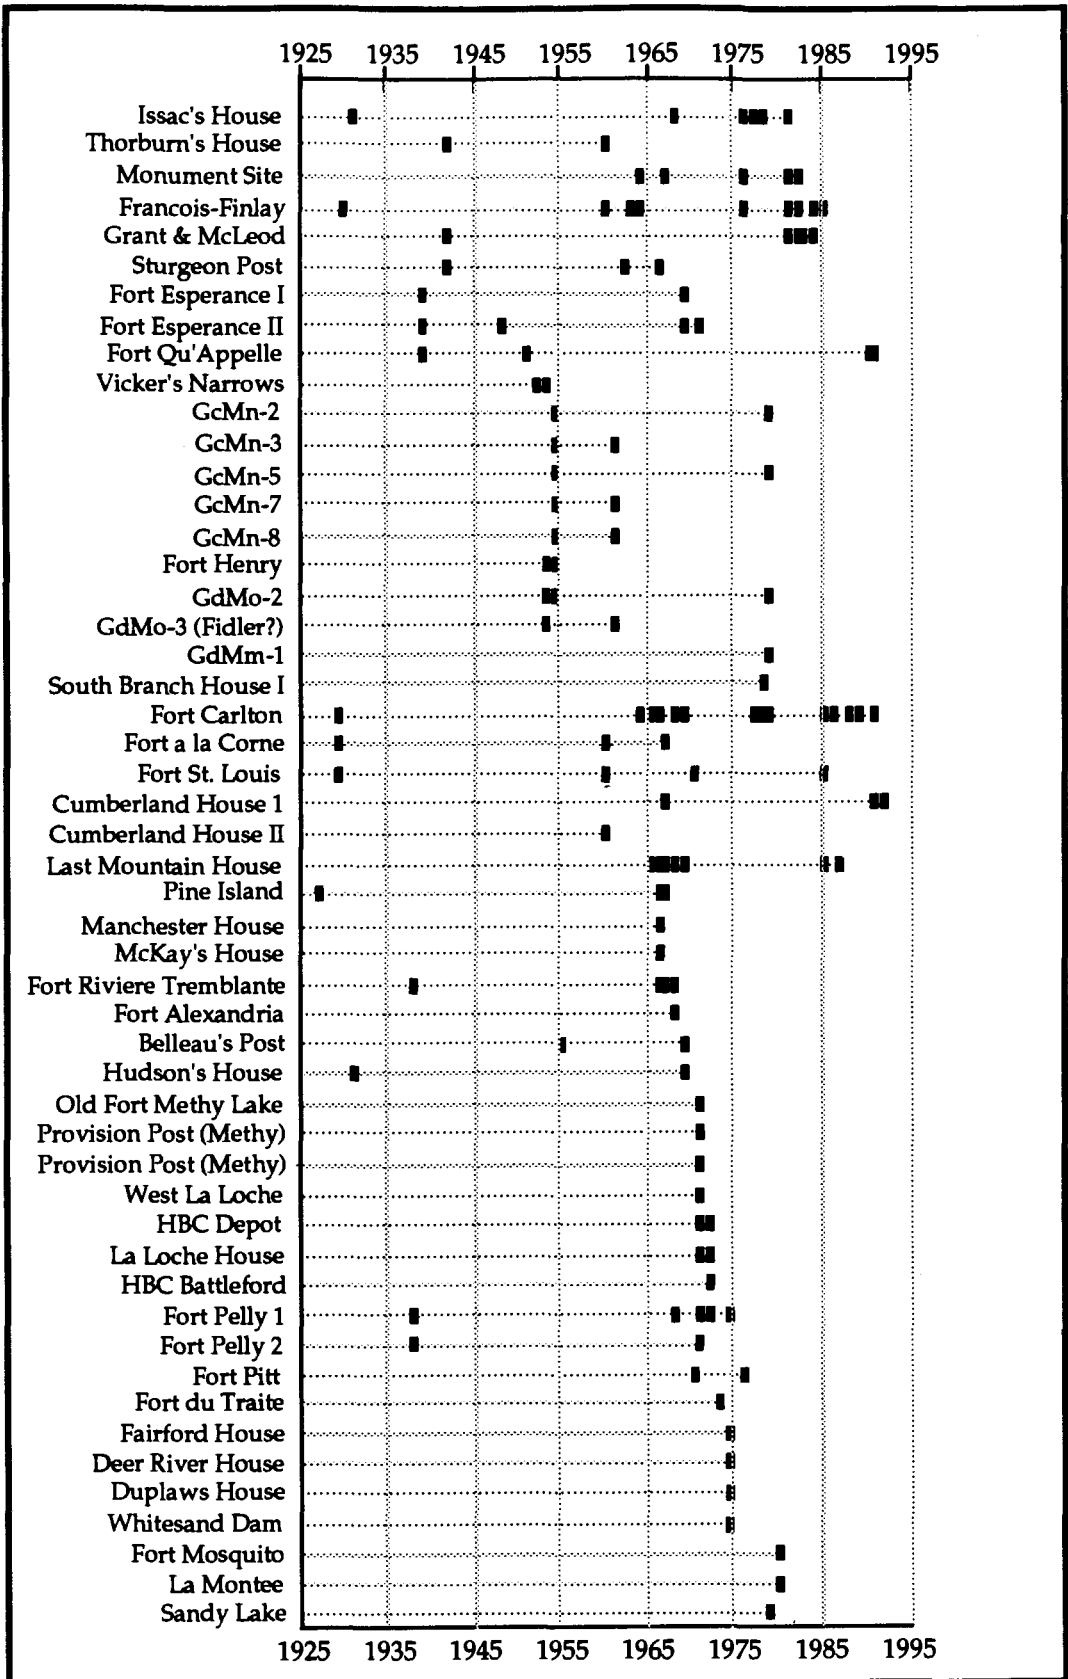 1925 1935 1945 1955 1965 1975 1985 1995
Issac's House
Thorburn's House
Monument Site
Francois-Finlay
Grant & McLeod
Sturgeon Post
Fort Esperance I
Fort Esperance II
Fort Qu'Appelle
Vicker's Narrows
GcMn-2
GcMn-3
GcMn-5
GcMn-7
GcMn-8
Fort Henry
GdMo-2
GdMo-3 (Fidler?)
GdMm-1
South Branch House I
Fort Carlton
Fort a la Corne
Fort St. Louis
Cumberland House 1
Cumberland House II
Last Mountain House
Pine Island
Manchester House
McKay's House
Fort Riviere Tremblante
Fort Alexandria
Belleau's Post
Hudson's House
Old Fort Methy Lake
Provision Post (Methy)
Provision Post (Methy)
West La Loche
HBC Depot
La Loche House
HBC Battleford
Fort Pelly 1
Fort Pelly 2
Fort Pitt
Fort du Traite
Fairford House
Deer River House
Duplaws House
Whitesand Dam
Fort Mosquito
La Montee
Sandy Lake
1925 1935 1945 1955 1965 1975 1985 1995